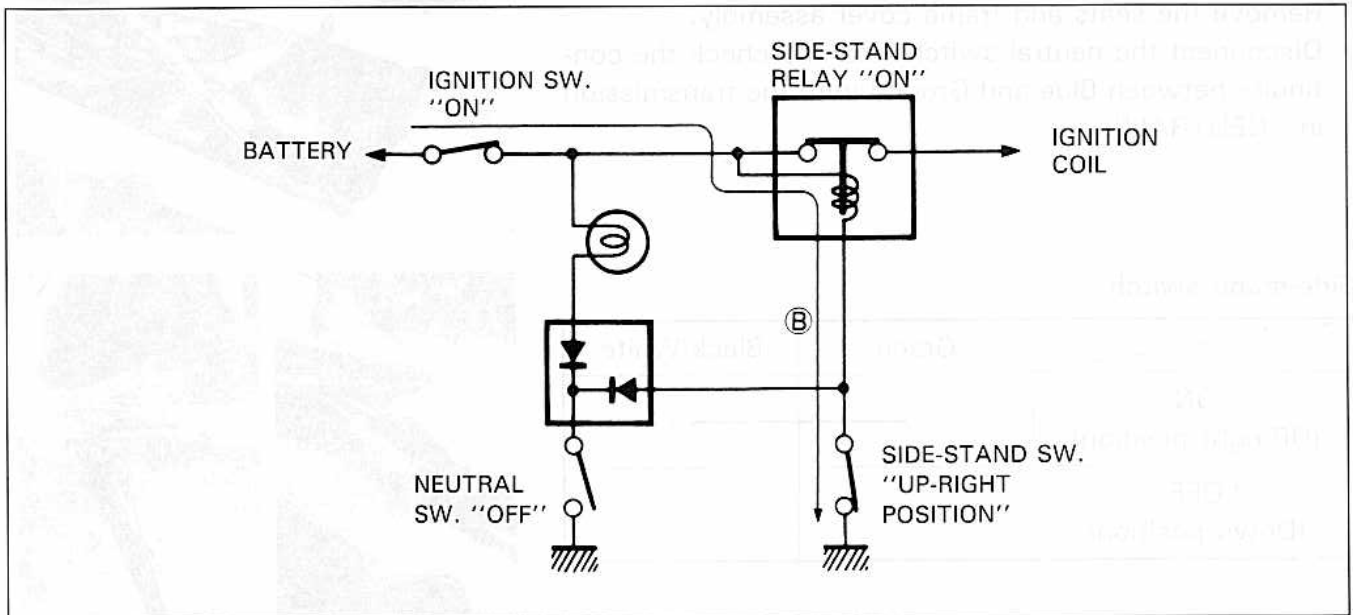 SIDE-STAND
RELAY "ON"
IGNITION SW.
"ON"
BATTERY
IGNITION
COIL
Ⓑ
NEUTRAL
SW. "OFF"
SIDE-STAND SW.
"UP-RIGHT
POSITION"